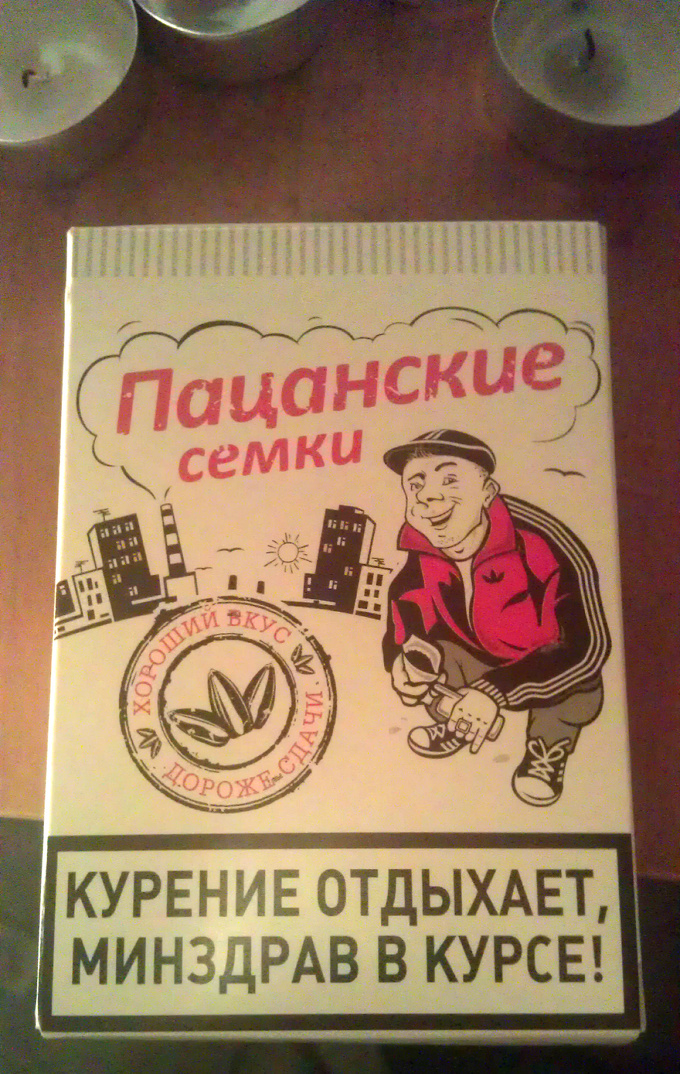 Пацанские
семки
ХОРОШИЙ ВКУС
ДОРОЖЕ СДАЧИ
КУРЕНИЕ ОТДЫХАЕТ,
МИНЗДРАВ В КУРСЕ!